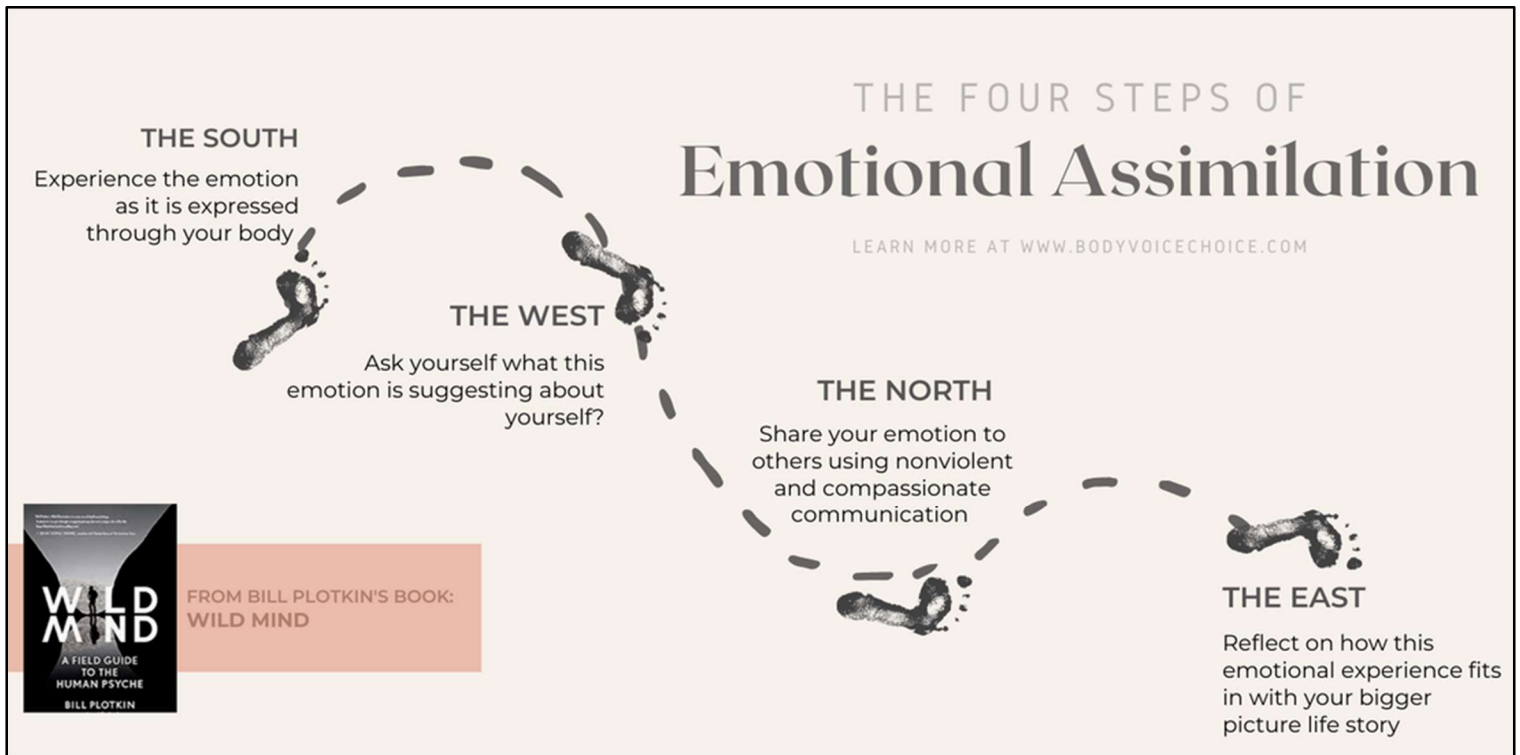 THE FOUR STEPS OF
Emotional Assimilation
LEARN MORE AT WWW.BODYVOICECHOICE.COM
THE SOUTH
Experience the emotion
as it is expressed
through your body
THE WEST
Ask yourself what this
emotion is suggesting about
yourself?
THE NORTH
Share your emotion to
others using nonviolent
and compassionate
communication
THE EAST
Reflect on how this
emotional experience fits
in with your bigger
picture life story
FROM BILL PLOTKIN'S BOOK:
WILD MIND
WILD
MIND
A FIELD GUIDE
TO THE
HUMAN PSYCHE
BILL PLOTKIN